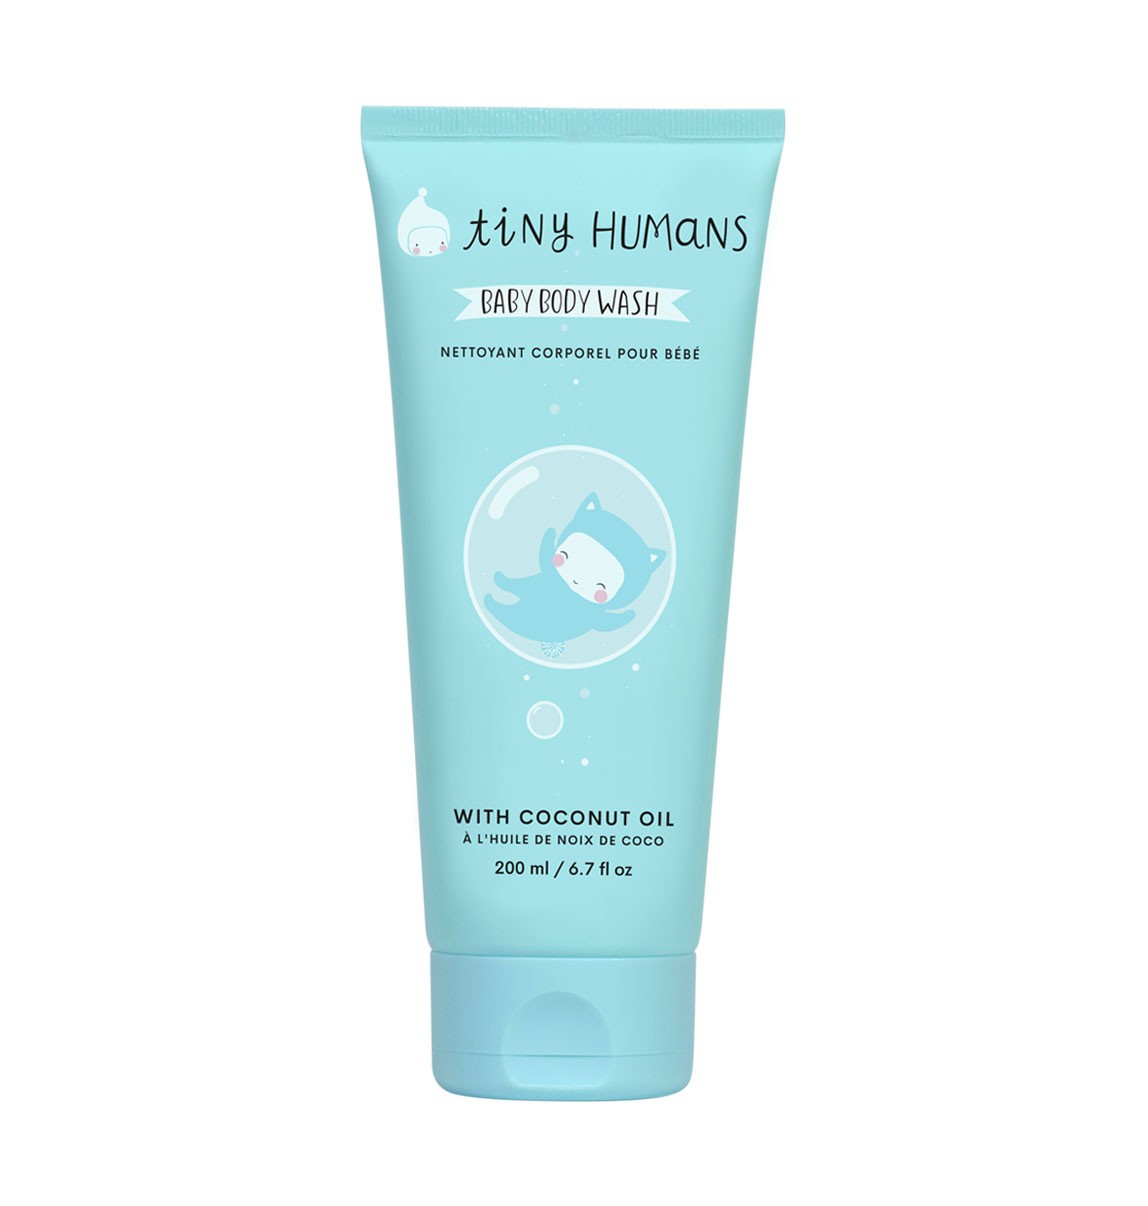 tiny HUMANS
BABY BODY WASH
NETTOYANT CORPOREL POUR BÉBÉ
WITH COCONUT OIL
À L'HUILE DE NOIX DE COCO
200 ml / 6.7 fl oz